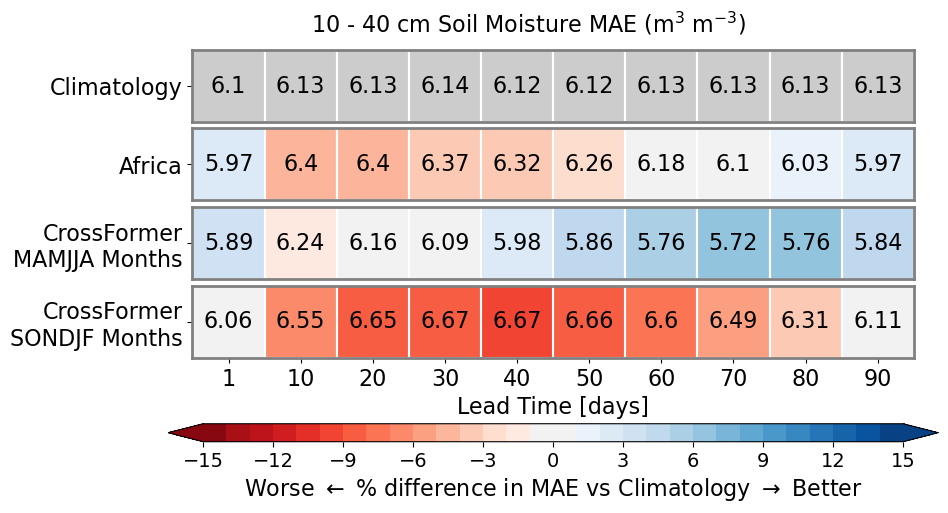 10 - 40 cm Soil Moisture MAE (m³ m⁻³)
Climatology 6.1 6.13 6.13 6.14 6.12 6.12 6.13 6.13 6.13 6.13
Africa 5.97 6.4 6.4 6.37 6.32 6.26 6.18 6.1 6.03 5.97
CrossFormer
MAMJJA Months 5.89 6.24 6.16 6.09 5.98 5.86 5.76 5.72 5.76 5.84
CrossFormer
SONDJF Months 6.06 6.55 6.65 6.67 6.67 6.66 6.6 6.49 6.31 6.11
1 10 20 30 40 50 60 70 80 90
Lead Time [days]
−15 −12 −9 −6 −3 0 3 6 9 12 15
Worse ← % difference in MAE vs Climatology → Better